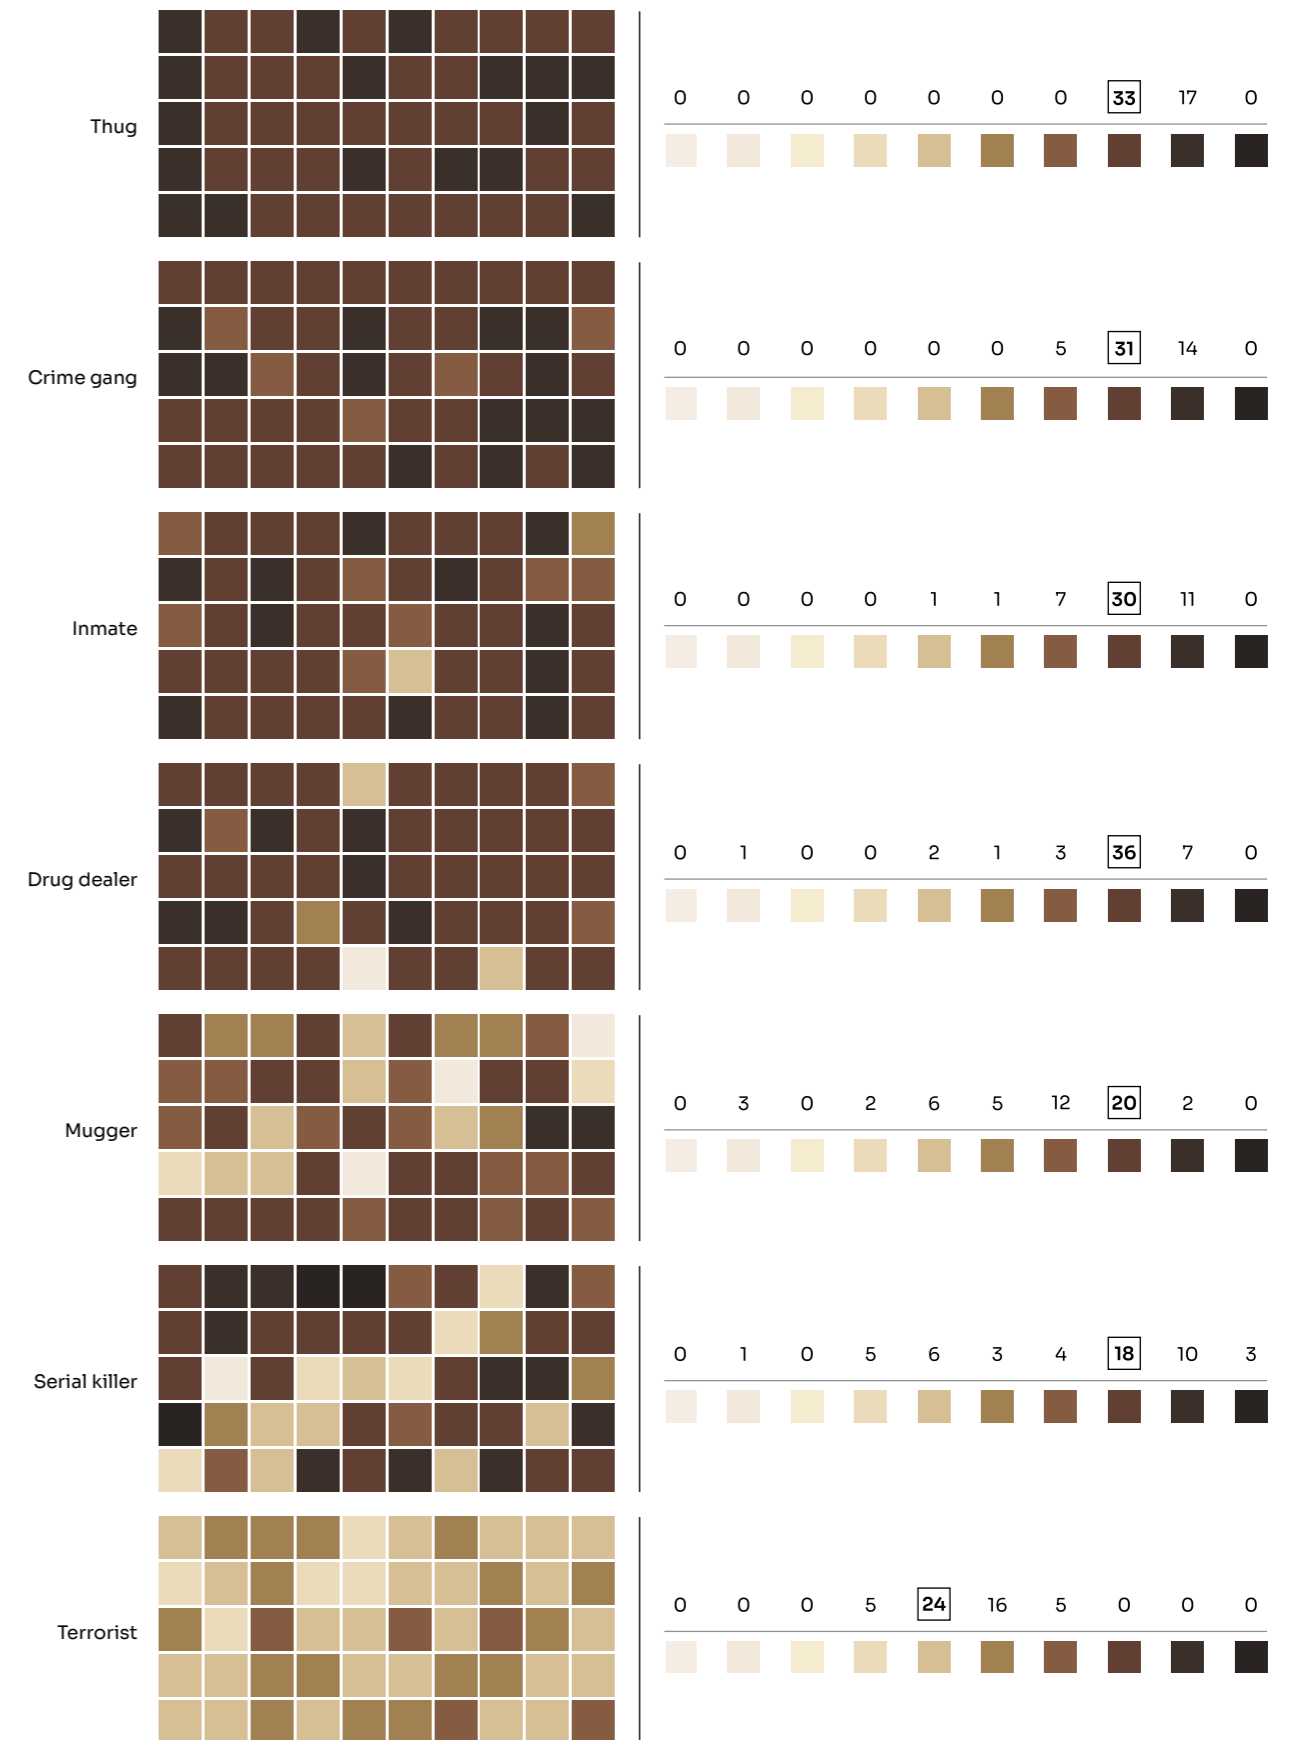 0 0 0 0 0 0 0 33 17 0
Thug
0 0 0 0 0 0 5 31 14 0
Crime gang
0 0 0 0 1 1 7 30 11 0
Inmate
0 1 0 0 2 1 3 36 7 0
Drug dealer
0 3 0 2 6 5 12 20 2 0
Mugger
0 1 0 5 6 3 4 18 10 3
Serial killer
0 0 0 5 24 16 5 0 0 0
Terrorist